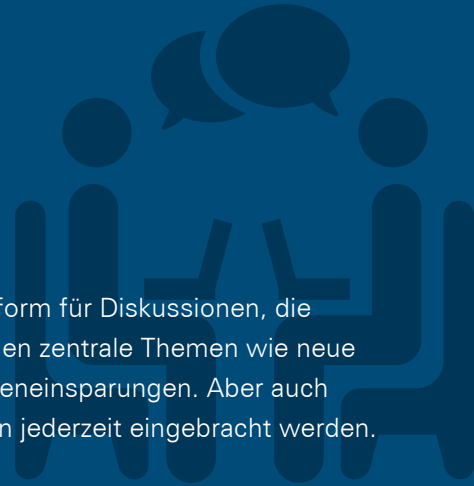 form für Diskussionen, die
en zentrale Themen wie neue
eneinsparungen. Aber auch
n jederzeit eingebracht werden.